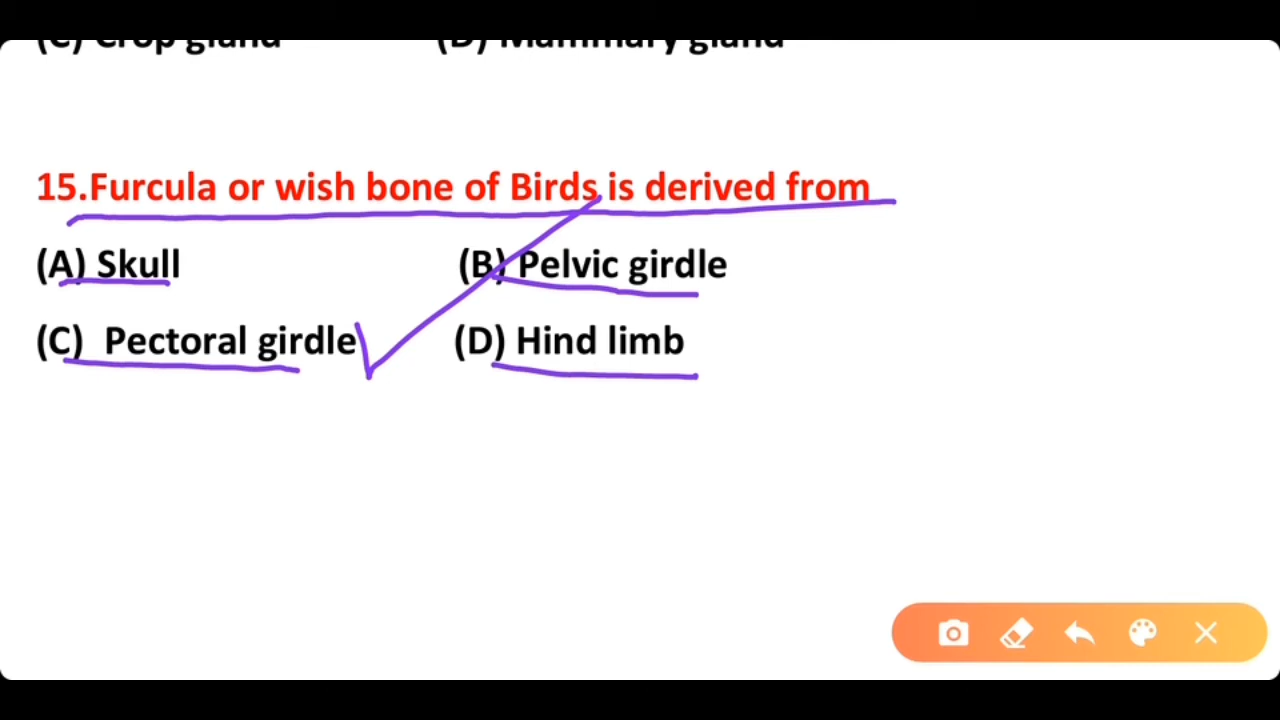 (C) Crop gland (D) Mammary gland
15.Furcula or wish bone of Birds is derived from
(A) Skull (B) Pelvic girdle
(C) Pectoral girdle (D) Hind limb